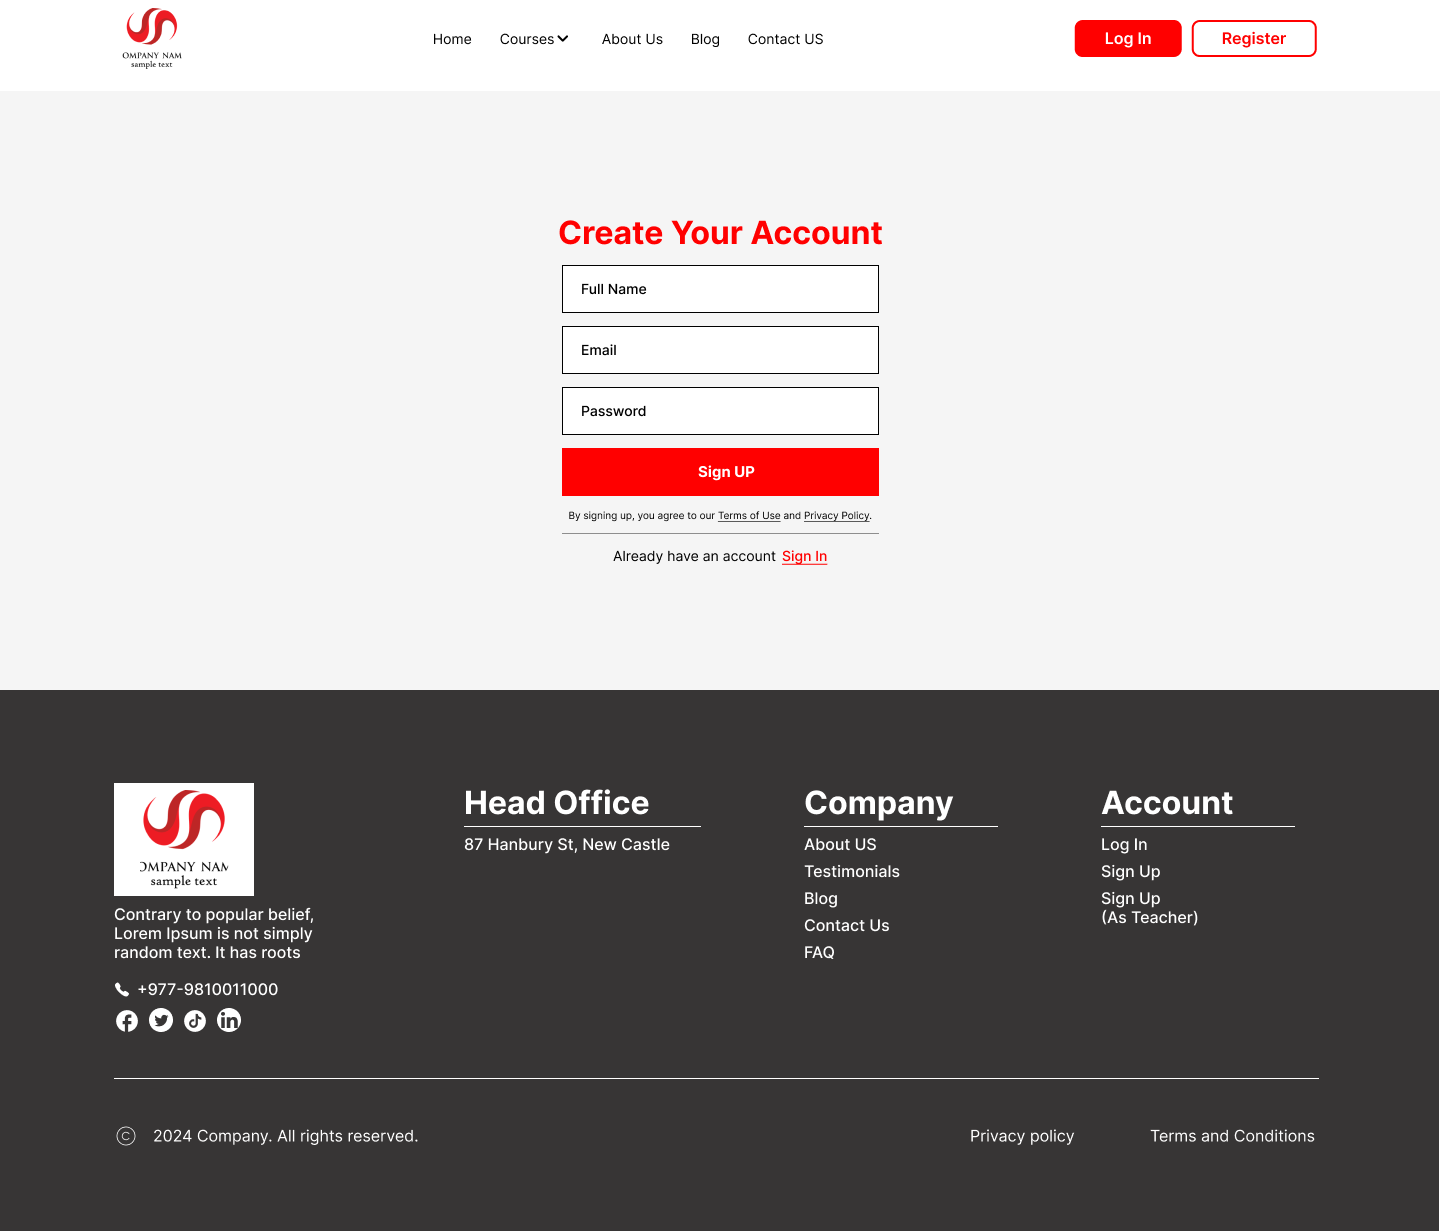 OMPANY NAM
sample text
Home Courses About Us Blog Contact US
Log In Register
Create Your Account
Full Name
Email
Password
Sign UP
By signing up, you agree to our Terms of Use and Privacy Policy.
Already have an account Sign In
OMPANY NAM
sample text
Contrary to popular belief,
Lorem Ipsum is not simply
random text. It has roots
+977-9810011000
Head Office
87 Hanbury St, New Castle
Company
About US
Testimonials
Blog
Contact Us
FAQ
Account
Log In
Sign Up
Sign Up
(As Teacher)
© 2024 Company. All rights reserved.
Privacy policy
Terms and Conditions